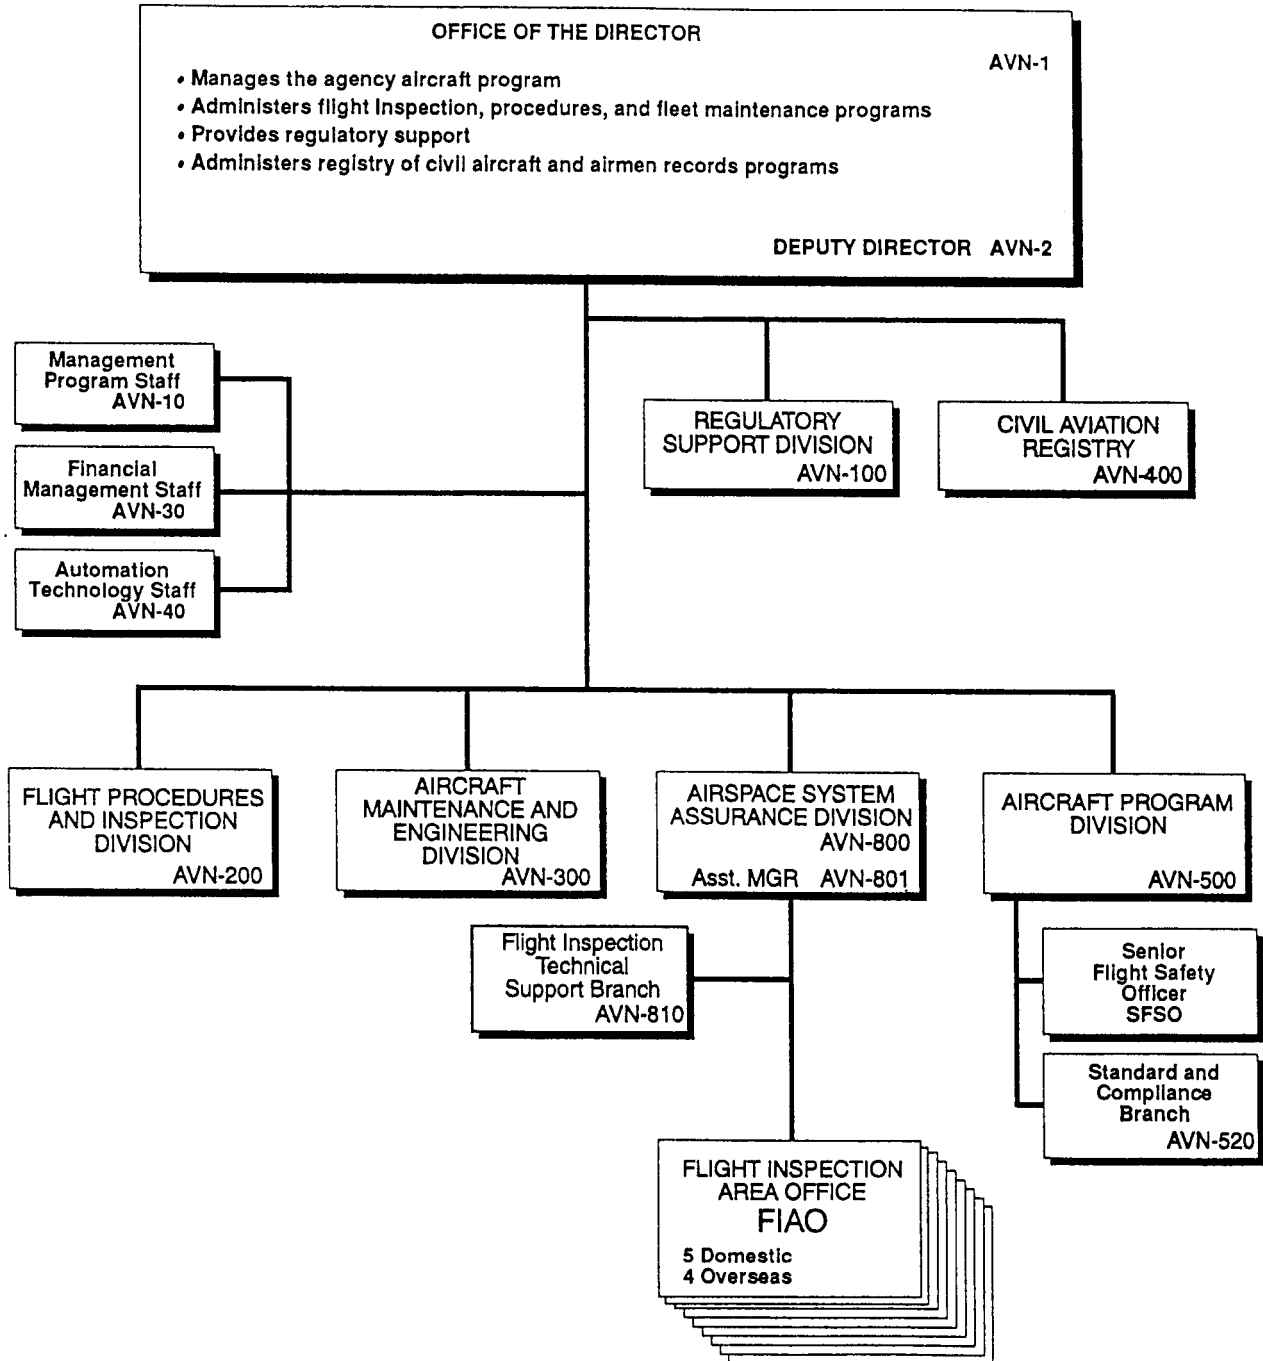 OFFICE OF THE DIRECTOR
AVN-1
• Manages the agency aircraft program
• Administers flight Inspection, procedures, and fleet maintenance programs
• Provides regulatory support
• Administers registry of civil aircraft and airmen records programs
DEPUTY DIRECTOR AVN-2
Management
Program Staff
AVN-10
Financial
Management Staff
AVN-30
Automation
Technology Staff
AVN-40
REGULATORY
SUPPORT DIVISION
AVN-100
CIVIL AVIATION
REGISTRY
AVN-400
FLIGHT PROCEDURES
AND INSPECTION
DIVISION
AVN-200
AIRCRAFT
MAINTENANCE AND
ENGINEERING
DIVISION
AVN-300
AIRSPACE SYSTEM
ASSURANCE DIVISION
AVN-800
Asst. MGR AVN-801
AIRCRAFT PROGRAM
DIVISION
AVN-500
Flight Inspection
Technical
Support Branch
AVN-810
Senior
Flight Safety
Officer
SFSO
Standard and
Compliance
Branch
AVN-520
FLIGHT INSPECTION
AREA OFFICE
FIAO
5 Domestic
4 Overseas